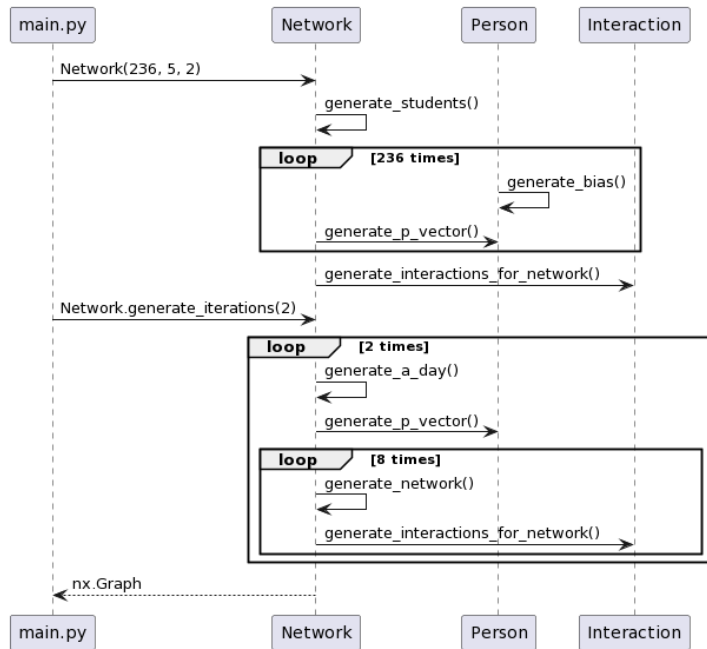 main.py Network Person Interaction
Network(236, 5, 2)
generate_students()
loop [236 times]
generate_bias()
generate_p_vector()
generate_interactions_for_network()
Network.generate_iterations(2)
loop [2 times]
generate_a_day()
generate_p_vector()
loop [8 times]
generate_network()
generate_interactions_for_network()
nx.Graph
main.py Network Person Interaction